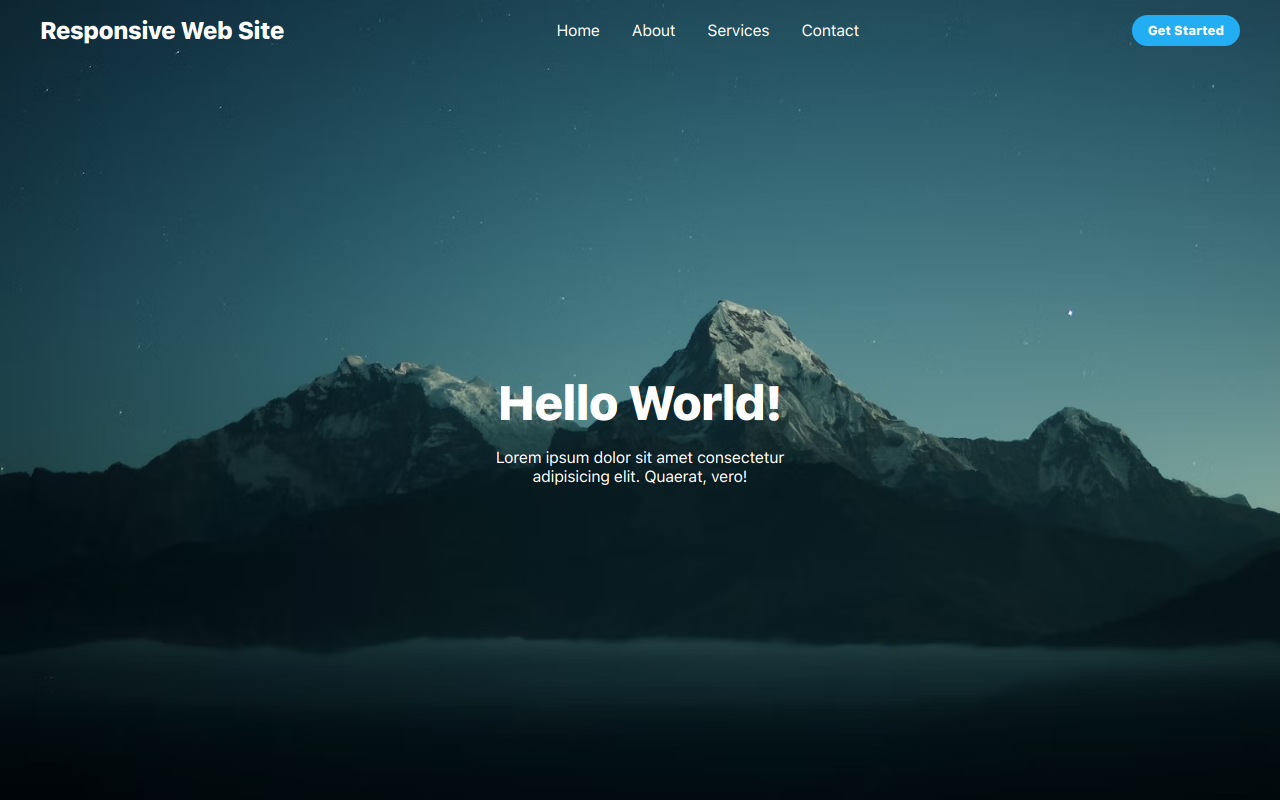 Responsive Web Site
Home About Services Contact
Get Started
Hello World!
Lorem ipsum dolor sit amet consectetur
adipisicing elit. Quaerat, vero!